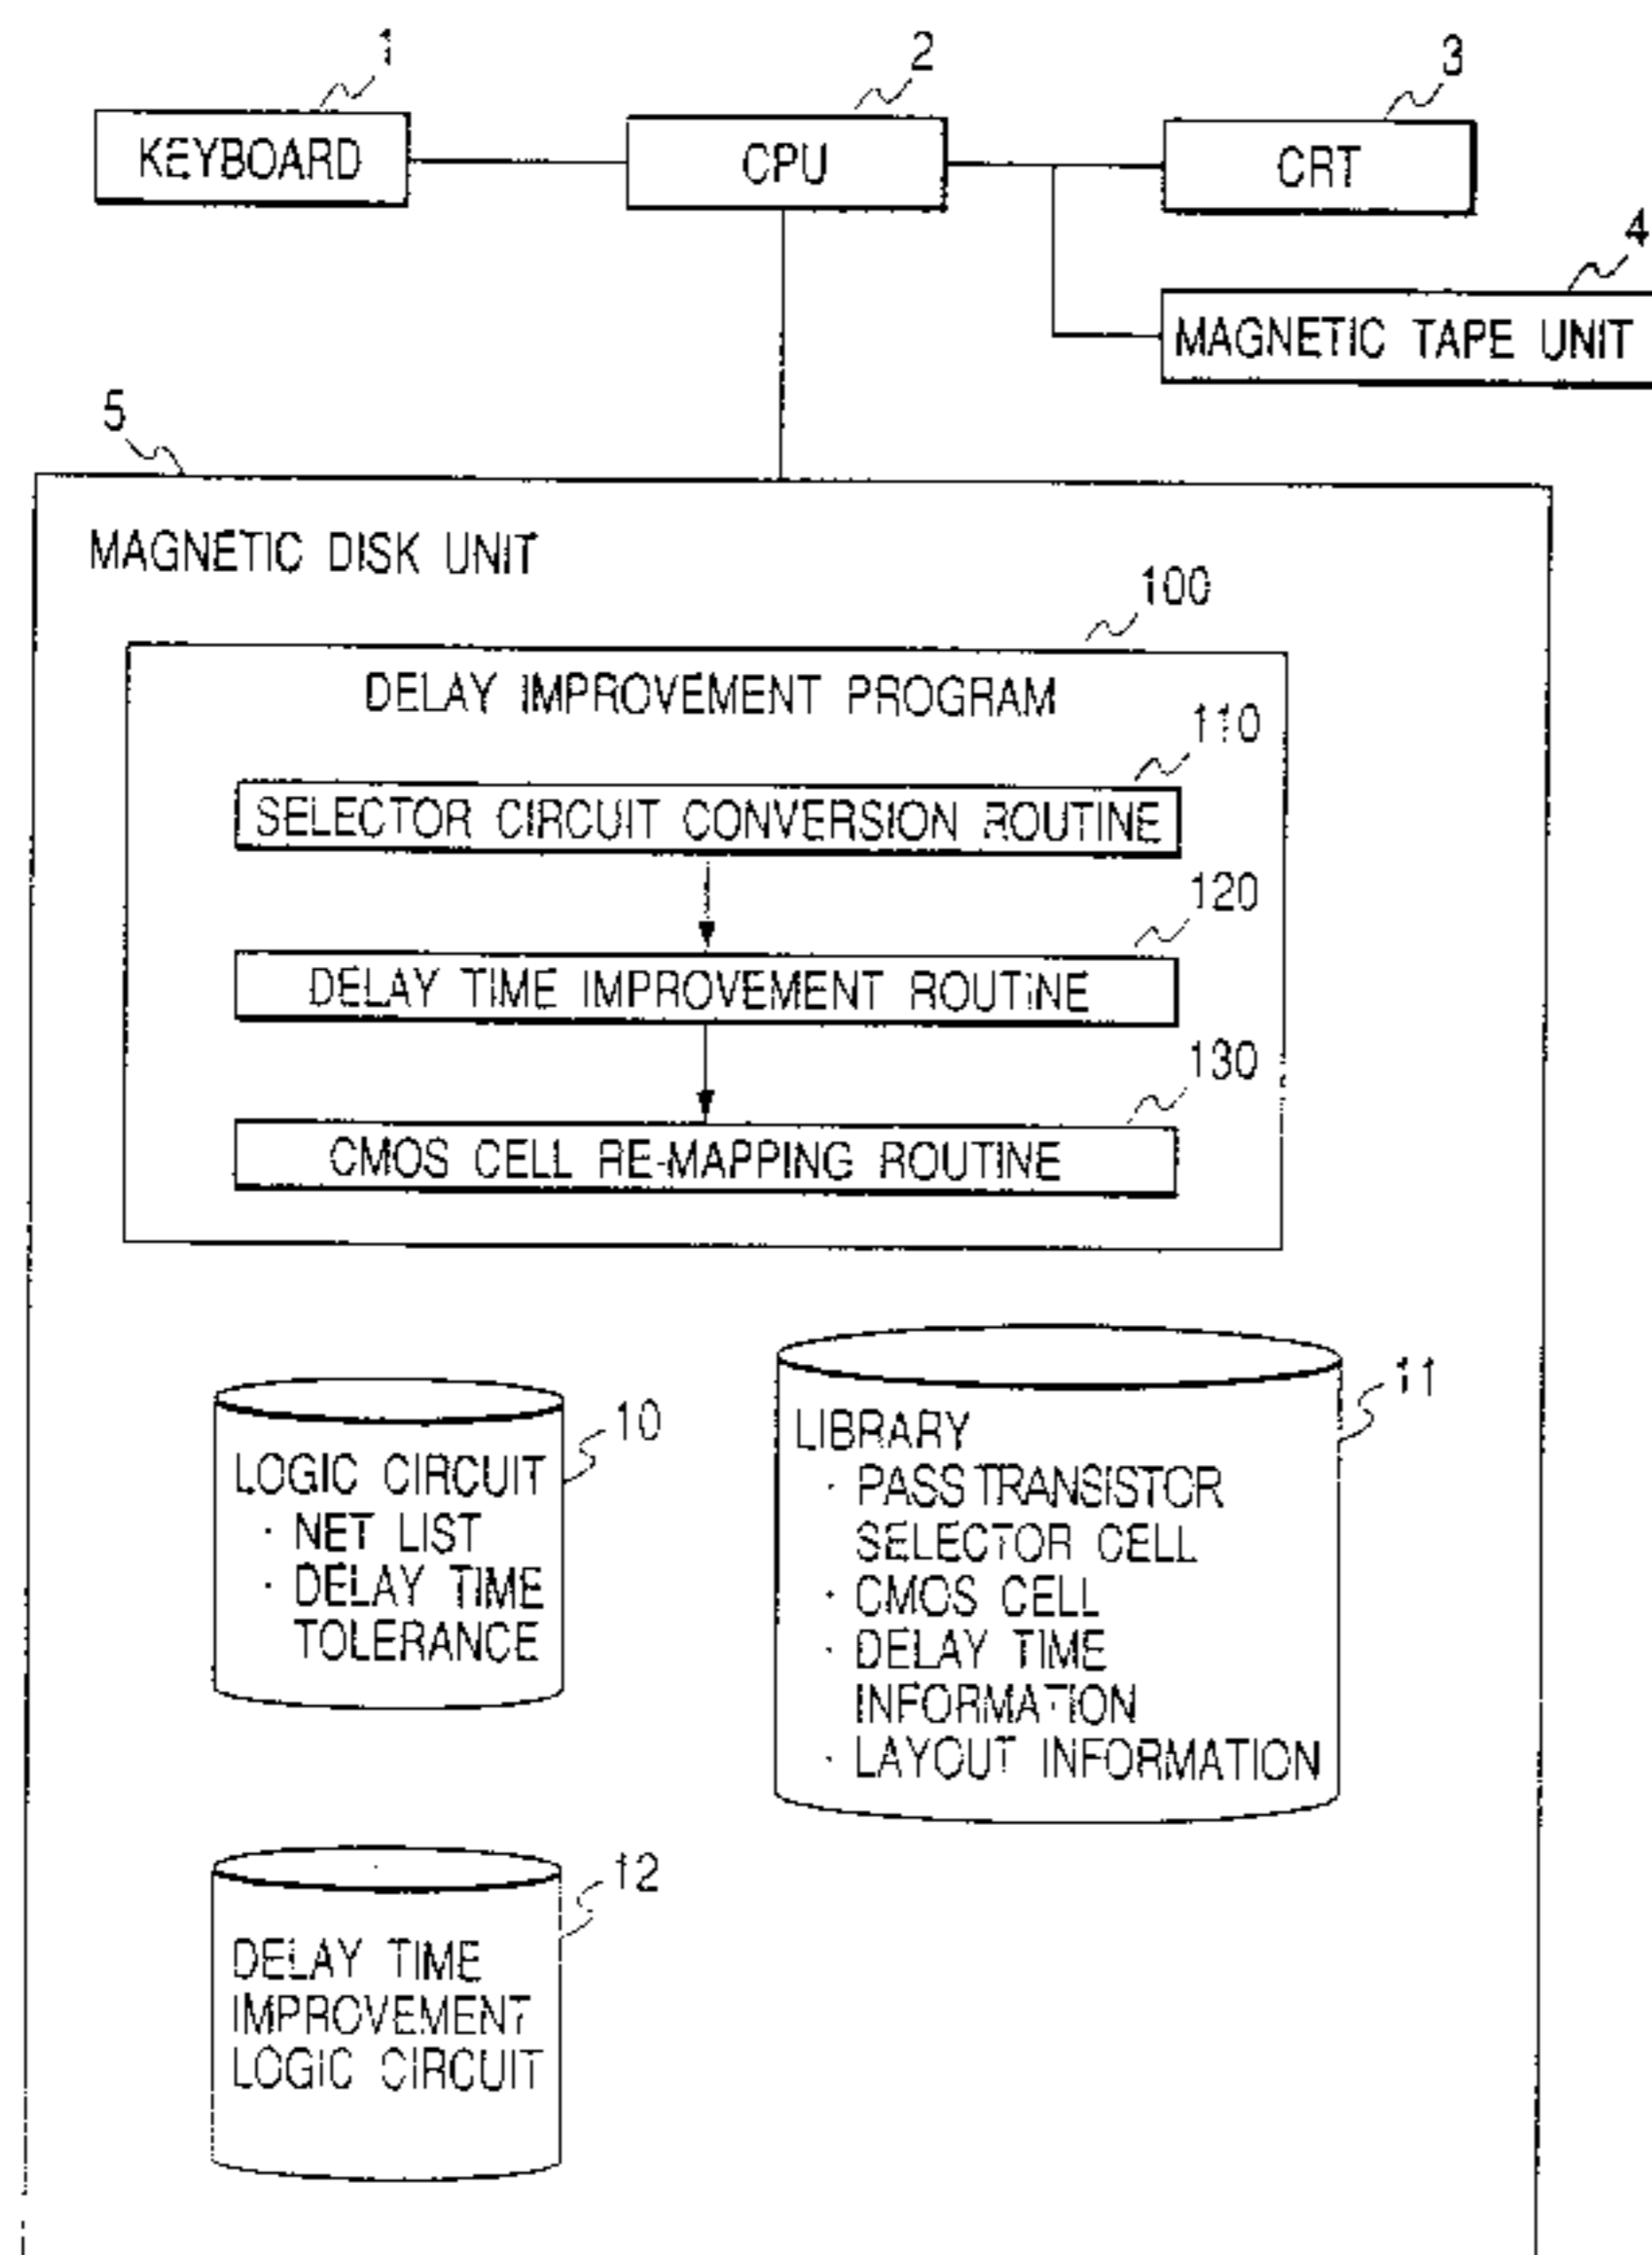 1
2
3
KEYBOARD
CPU
CRT
4
MAGNETIC TAPE UNIT
5
MAGNETIC DISK UNIT
100
DELAY IMPROVEMENT PROGRAM
110
SELECTOR CIRCUIT CONVERSION ROUTINE
120
DELAY TIME IMPROVEMENT ROUTINE
130
CMOS CELL RE-MAPPING ROUTINE
10
LOGIC CIRCUIT
· NET LIST
· DELAY TIME
TOLERANCE
11
LIBRARY
· PASS TRANSISTOR
SELECTOR CELL
· CMOS CELL
· DELAY TIME
INFORMATION
· LAYOUT INFORMATION
12
DELAY TIME
IMPROVEMENT
LOGIC CIRCUIT